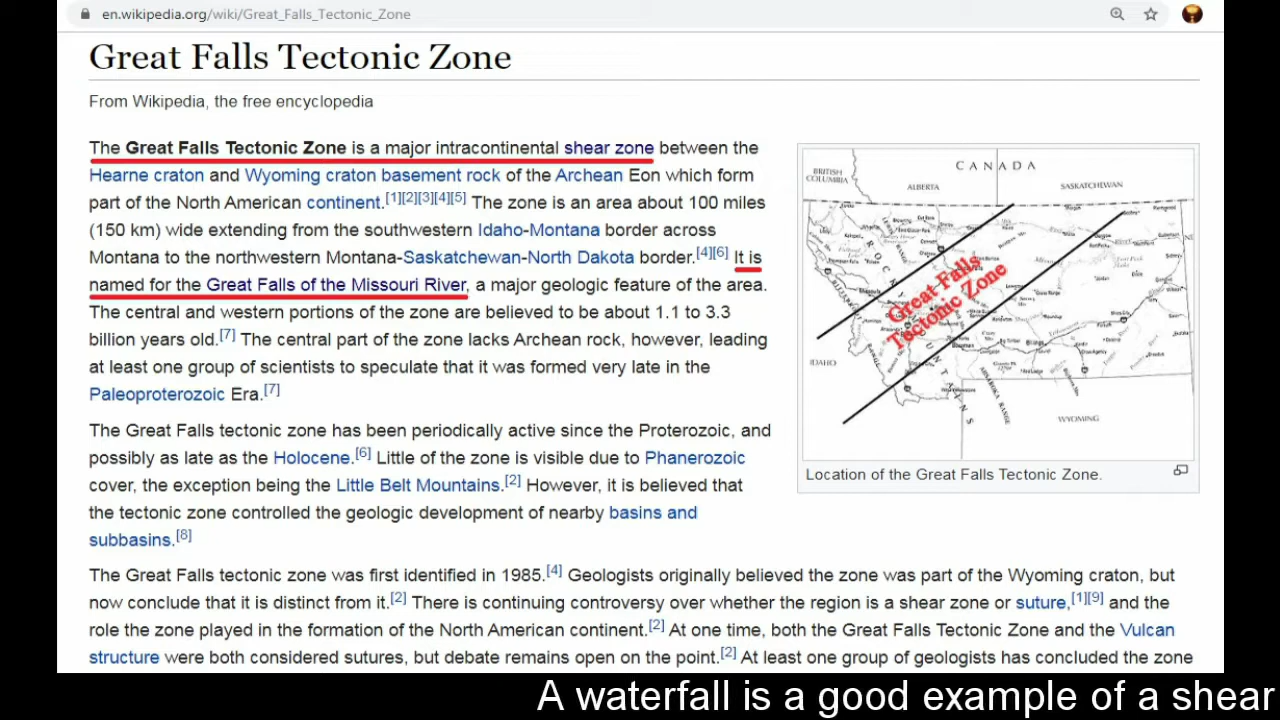 en.wikipedia.org/wiki/Great_Falls_Tectonic_Zone
Great Falls Tectonic Zone
From Wikipedia, the free encyclopedia
The Great Falls Tectonic Zone is a major intracontinental shear zone between the
Hearne craton and Wyoming craton basement rock of the Archean Eon which form
part of the North American continent.[1][2][3][4][5] The zone is an area about 100 miles
(150 km) wide extending from the southwestern Idaho-Montana border across
Montana to the northwestern Montana-Saskatchewan-North Dakota border.[4][6] It is
named for the Great Falls of the Missouri River, a major geologic feature of the area.
The central and western portions of the zone are believed to be about 1.1 to 3.3
billion years old.[7] The central part of the zone lacks Archean rock, however, leading
at least one group of scientists to speculate that it was formed very late in the
Paleoproterozoic Era.[7]
CANADA
BRITISH
COLUMBIA
ALBERTA
SASKATCHEWAN
ROCKY
Great Falls
Tectonic Zone
IDAHO
WYOMING
Location of the Great Falls Tectonic Zone.
The Great Falls tectonic zone has been periodically active since the Proterozoic, and
possibly as late as the Holocene.[6] Little of the zone is visible due to Phanerozoic
cover, the exception being the Little Belt Mountains.[2] However, it is believed that
the tectonic zone controlled the geologic development of nearby basins and
subbasins.[8]
The Great Falls tectonic zone was first identified in 1985.[4] Geologists originally believed the zone was part of the Wyoming craton, but
now conclude that it is distinct from it.[2] There is continuing controversy over whether the region is a shear zone or suture,[1][9] and the
role the zone played in the formation of the North American continent.[2] At one time, both the Great Falls Tectonic Zone and the Vulcan
structure were both considered sutures, but debate remains open on the point.[2] At least one group of geologists has concluded the zone
A waterfall is a good example of a shear